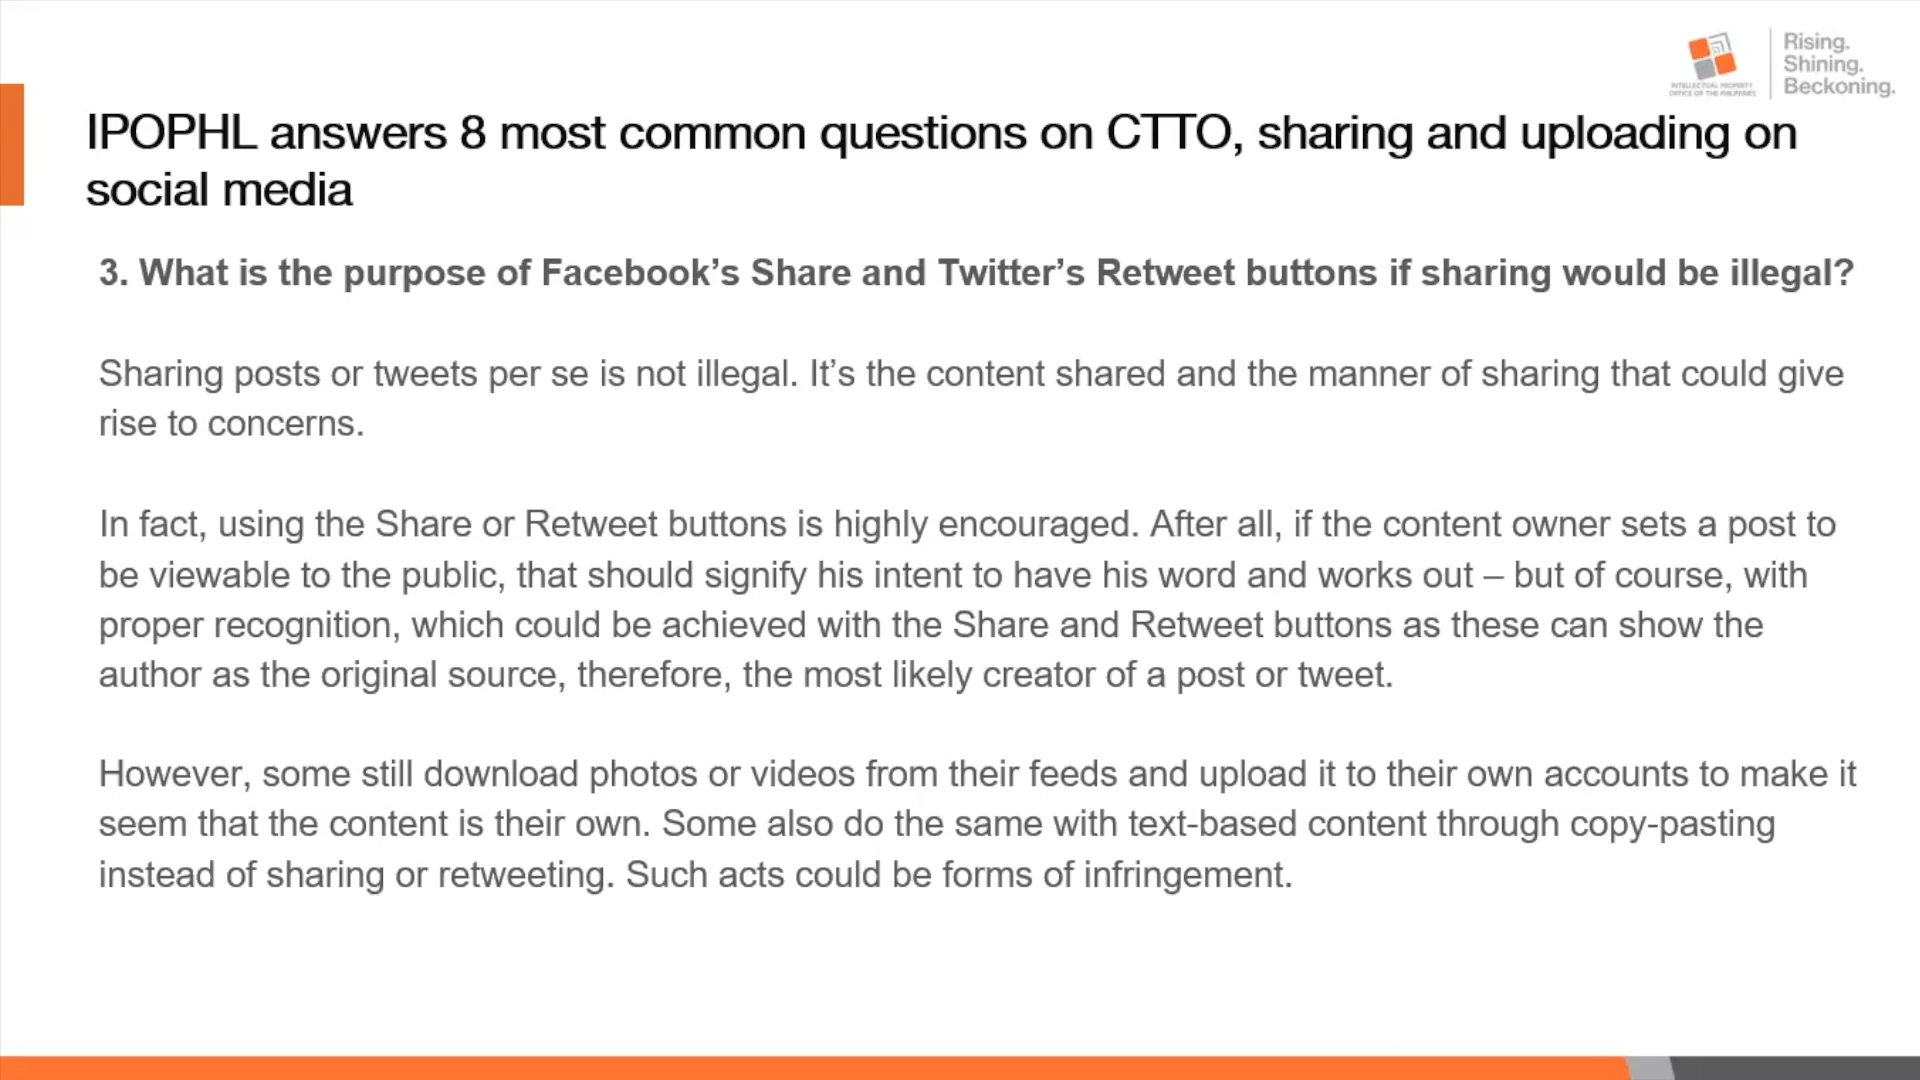 Rising.
Shining.
Beckoning.
INTELLECTUAL PROPERTY
OFFICE OF THE PHILIPPINES
IPOPHL answers 8 most common questions on CTTO, sharing and uploading on
social media
3. What is the purpose of Facebook’s Share and Twitter’s Retweet buttons if sharing would be illegal?
Sharing posts or tweets per se is not illegal. It’s the content shared and the manner of sharing that could give
rise to concerns.
In fact, using the Share or Retweet buttons is highly encouraged. After all, if the content owner sets a post to
be viewable to the public, that should signify his intent to have his word and works out – but of course, with
proper recognition, which could be achieved with the Share and Retweet buttons as these can show the
author as the original source, therefore, the most likely creator of a post or tweet.
However, some still download photos or videos from their feeds and upload it to their own accounts to make it
seem that the content is their own. Some also do the same with text-based content through copy-pasting
instead of sharing or retweeting. Such acts could be forms of infringement.